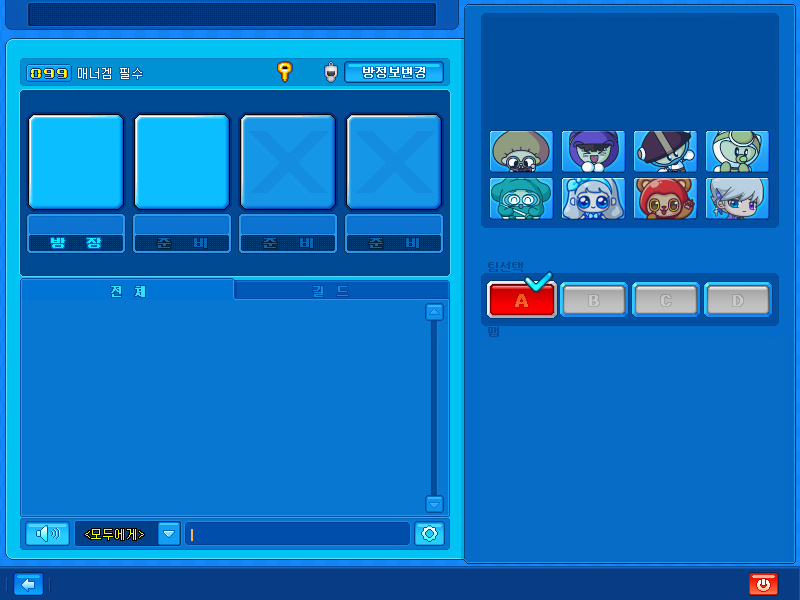 099 매너겜 필수 방정보변경
방 장 준 비 준 비 준 비
전 체 길 드
<모두에게>
팀선택
A B C D
맵